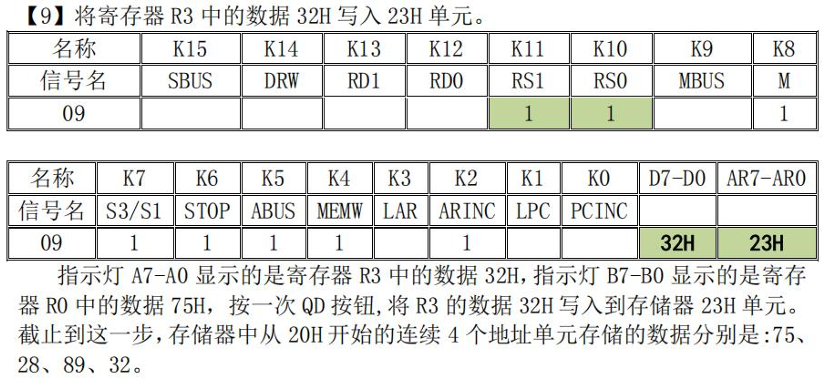 【9】将寄存器 R3 中的数据 32H 写入 23H 单元。
名称 K15 K14 K13 K12 K11 K10 K9 K8
信号名 SBUS DRW RD1 RD0 RS1 RS0 MBUS M
09 1 1 1
名称 K7 K6 K5 K4 K3 K2 K1 K0 D7-D0 AR7-AR0
信号名 S3/S1 STOP ABUS MEMW LAR ARINC LPC PCINC
09 1 1 1 1 1 32H 23H
指示灯 A7-A0 显示的是寄存器 R3 中的数据 32H,指示灯 B7-B0 显示的是寄存
器 R0 中的数据 75H，按一次 QD 按钮,将 R3 的数据 32H 写入到存储器 23H 单元。
截止到这一步,存储器中从 20H 开始的连续 4 个地址单元存储的数据分别是:75、
28、89、32。